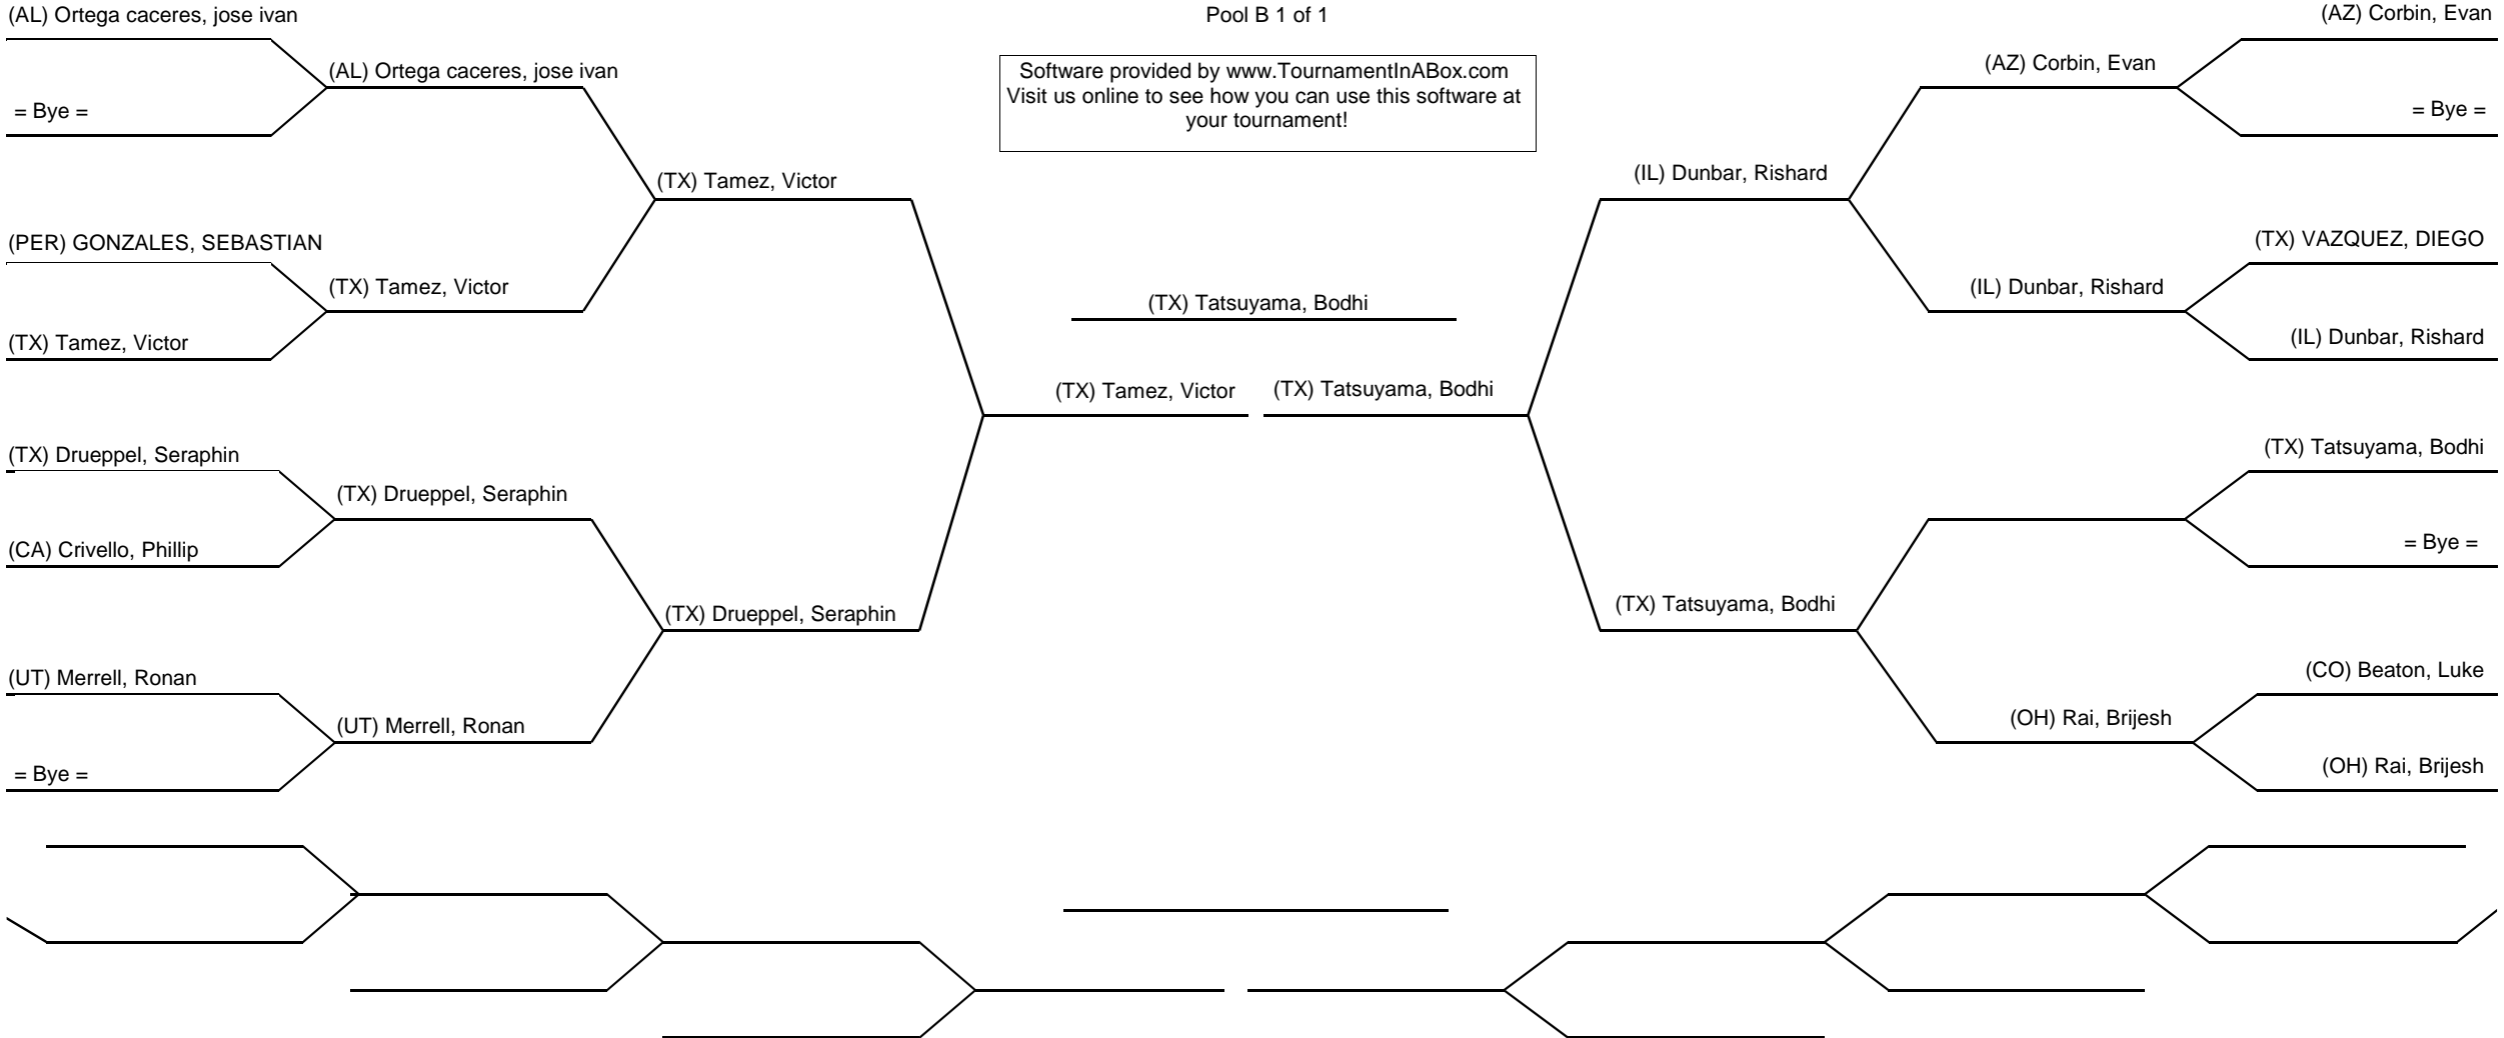 (AL) Ortega caceres, jose ivan
= Bye =
(PER) GONZALES, SEBASTIAN
(TX) Tamez, Victor
(TX) Drueppel, Seraphin
(CA) Crivello, Phillip
(UT) Merrell, Ronan
= Bye =
(AL) Ortega caceres, jose ivan
(TX) Tamez, Victor
(TX) Drueppel, Seraphin
(UT) Merrell, Ronan
(TX) Tamez, Victor
(TX) Drueppel, Seraphin
Pool B 1 of 1
Software provided by www.TournamentInABox.com
Visit us online to see how you can use this software at
your tournament!
(TX) Tatsuyama, Bodhi
(TX) Tamez, Victor
(TX) Tatsuyama, Bodhi
(IL) Dunbar, Rishard
(TX) Tatsuyama, Bodhi
(AZ) Corbin, Evan
(IL) Dunbar, Rishard
(OH) Rai, Brijesh
(AZ) Corbin, Evan
= Bye =
(TX) VAZQUEZ, DIEGO
(IL) Dunbar, Rishard
(TX) Tatsuyama, Bodhi
= Bye =
(CO) Beaton, Luke
(OH) Rai, Brijesh